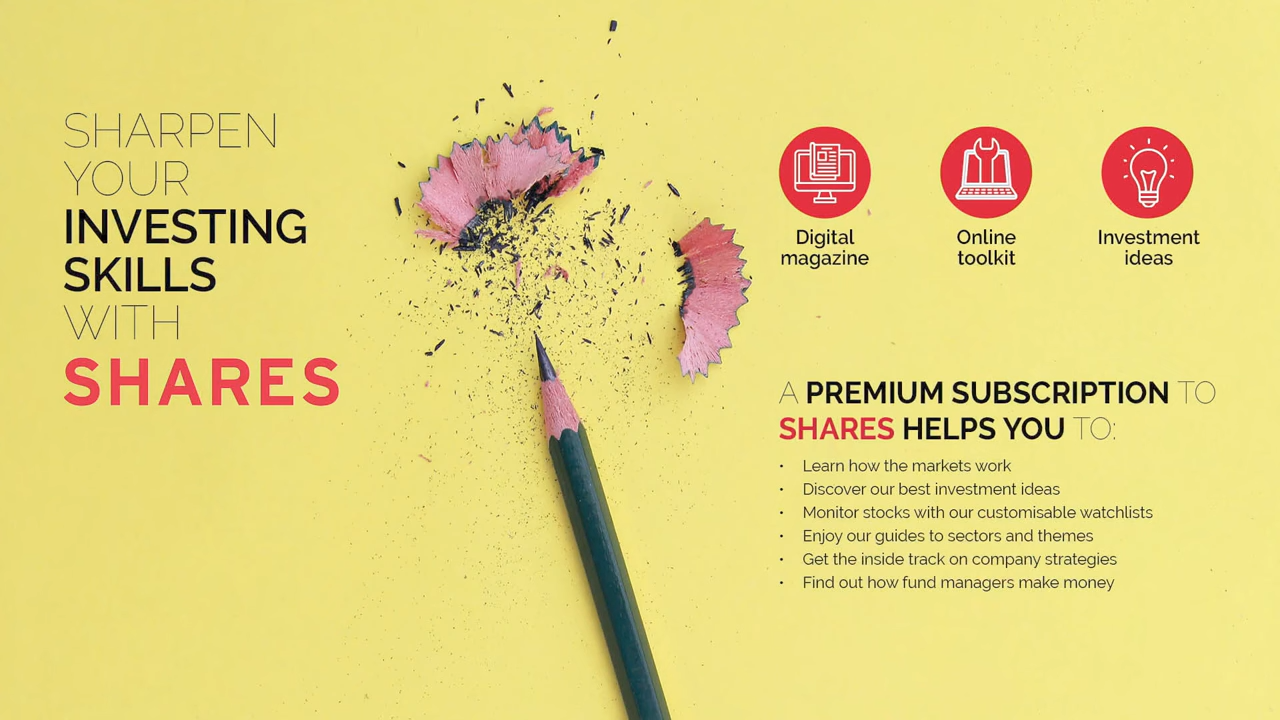 SHARPEN
YOUR
INVESTING
SKILLS
WITH
SHARES
Digital
magazine
Online
toolkit
Investment
ideas
A PREMIUM SUBSCRIPTION TO
SHARES HELPS YOU TO:
• Learn how the markets work
• Discover our best investment ideas
• Monitor stocks with our customisable watchlists
• Enjoy our guides to sectors and themes
• Get the inside track on company strategies
• Find out how fund managers make money